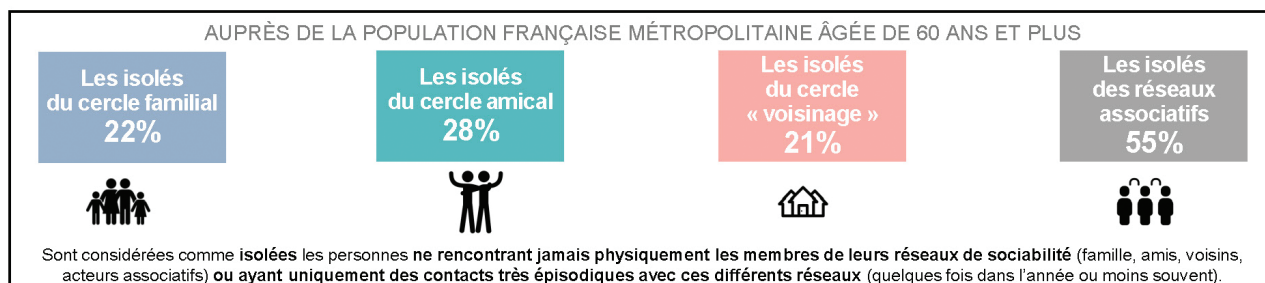 AUPRÈS DE LA POPULATION FRANÇAISE MÉTROPOLITAINE ÂGÉE DE 60 ANS ET PLUS
Les isolés
du cercle familial
22%
Les isolés
du cercle amical
28%
Les isolés
du cercle
« voisinage »
21%
Les isolés
des réseaux
associatifs
55%
Sont considérées comme isolées les personnes ne rencontrant jamais physiquement les membres de leurs réseaux de sociabilité (famille, amis, voisins,
acteurs associatifs) ou ayant uniquement des contacts très épisodiques avec ces différents réseaux (quelques fois dans l'année ou moins souvent).